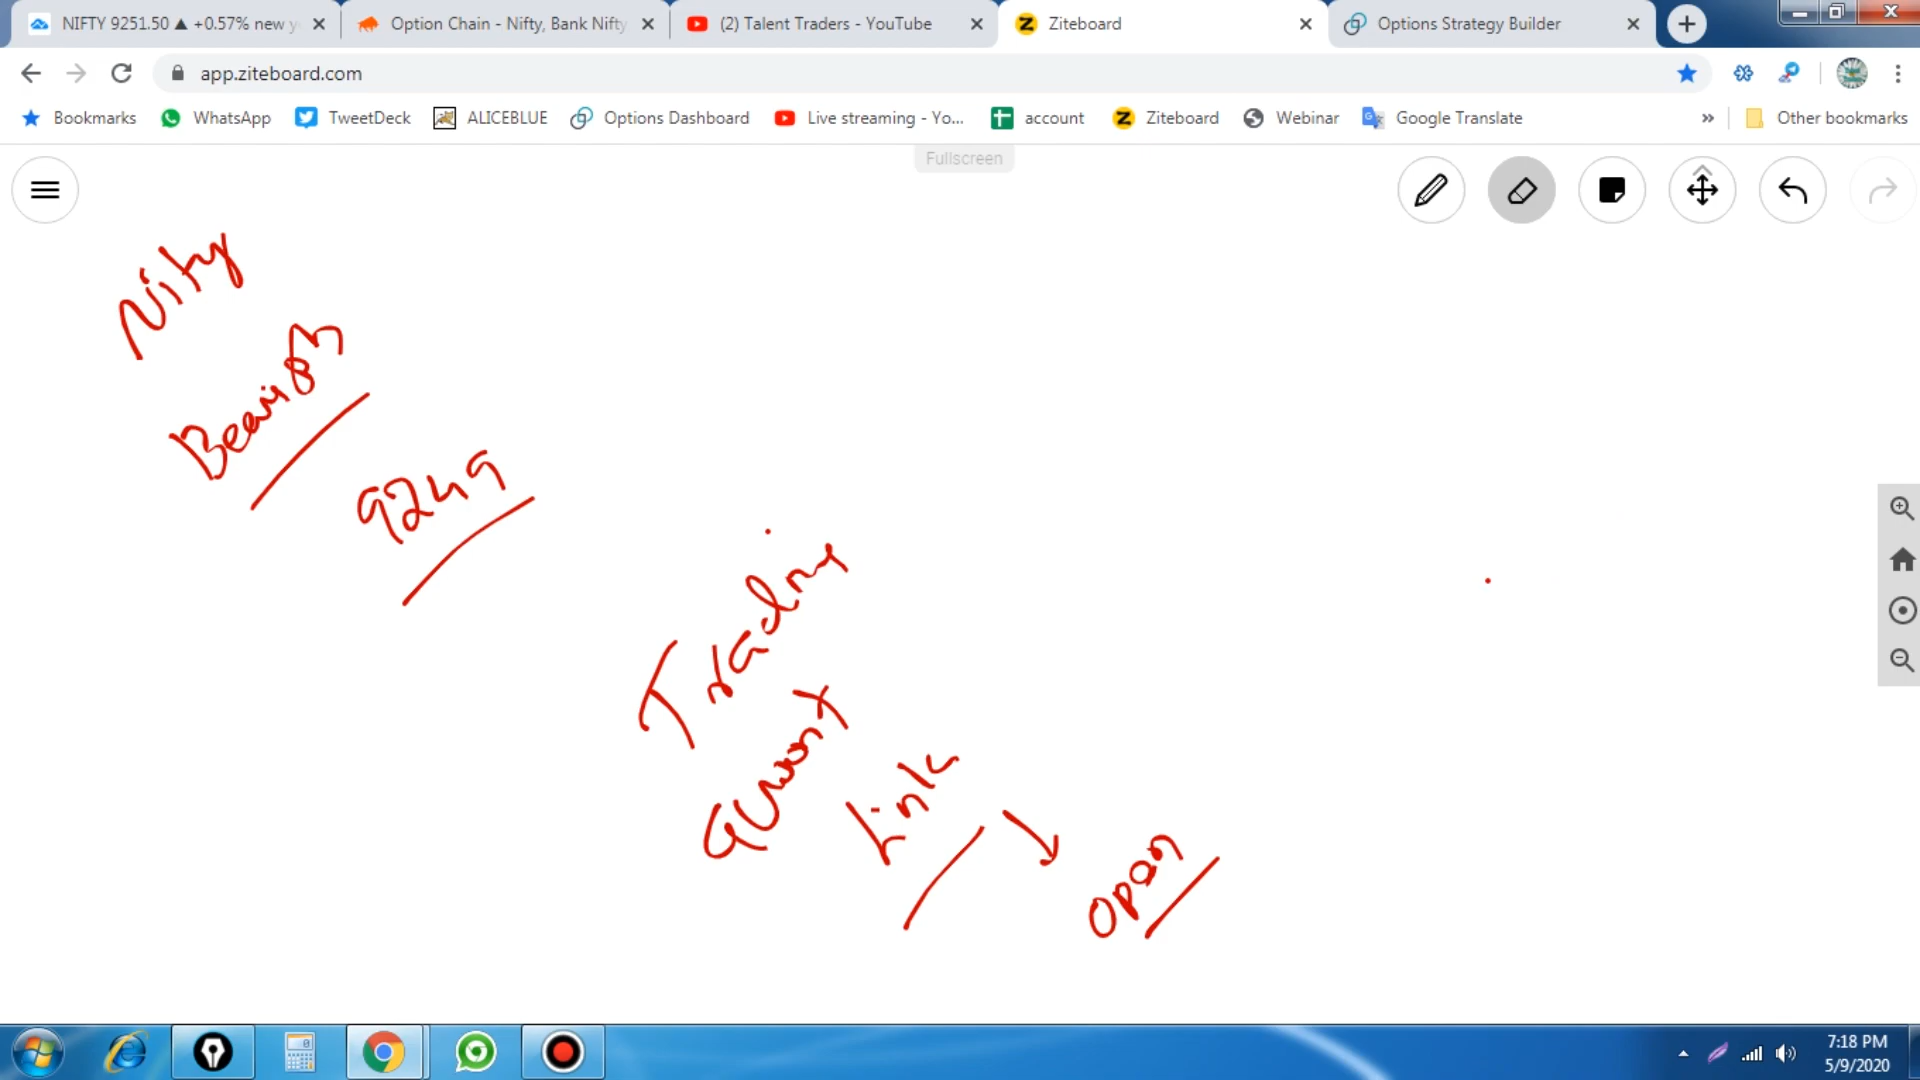 NIFTY 9251.50 ▲ +0.57% new y
Option Chain - Nifty, Bank Nifty
(2) Talent Traders - YouTube
Ziteboard
Options Strategy Builder
app.ziteboard.com
Bookmarks
WhatsApp
TweetDeck
ALICEBLUE
Options Dashboard
Live streaming - Yo...
account
Ziteboard
Webinar
Google Translate
»
Other bookmarks
Fullscreen
Nifty
Bearish
9249
Trading
Link
open
7:18 PM
5/9/2020